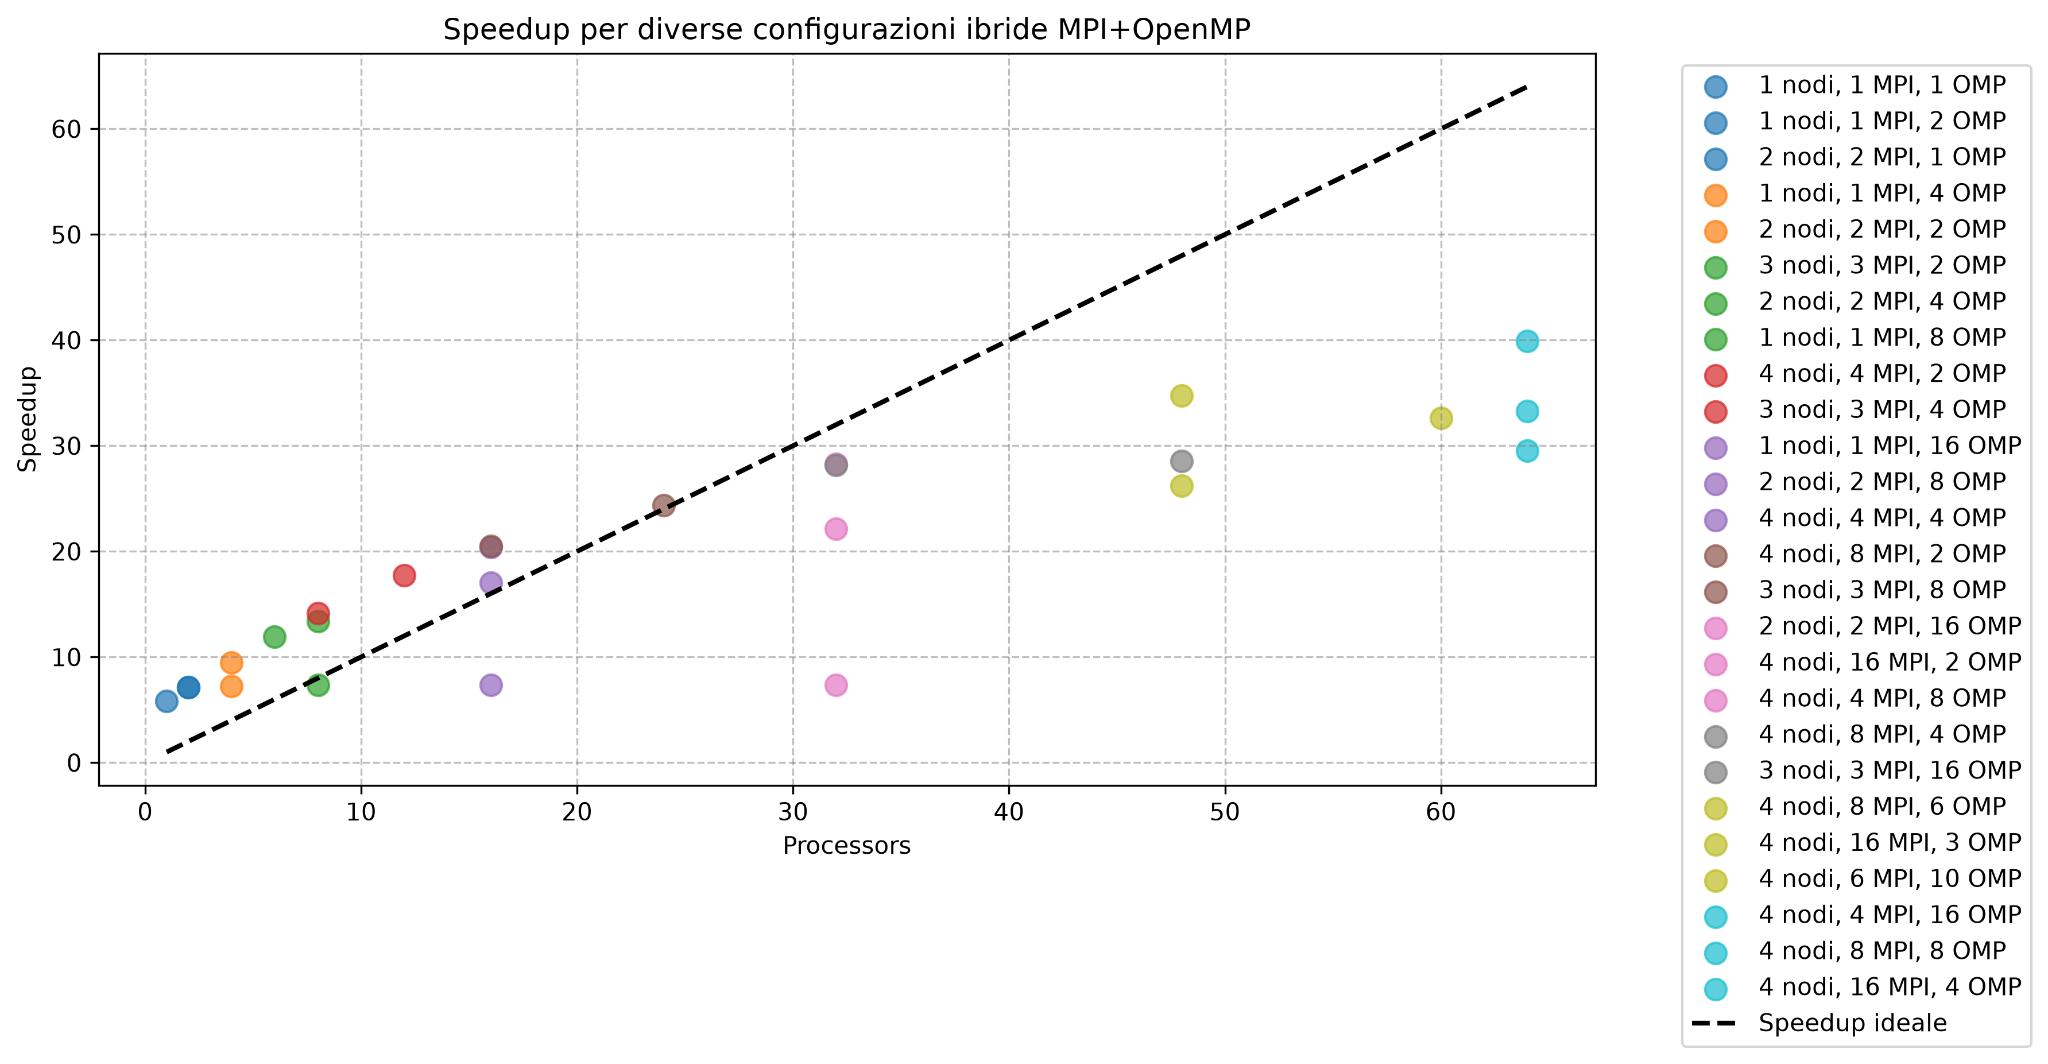 Speedup per diverse configurazioni ibride MPI+OpenMP
Speedup
60
50
40
30
20
10
0
0 10 20 30 40 50 60
Processors
1 nodi, 1 MPI, 1 OMP
1 nodi, 1 MPI, 2 OMP
2 nodi, 2 MPI, 1 OMP
1 nodi, 1 MPI, 4 OMP
2 nodi, 2 MPI, 2 OMP
3 nodi, 3 MPI, 2 OMP
2 nodi, 2 MPI, 4 OMP
1 nodi, 1 MPI, 8 OMP
4 nodi, 4 MPI, 2 OMP
3 nodi, 3 MPI, 4 OMP
1 nodi, 1 MPI, 16 OMP
2 nodi, 2 MPI, 8 OMP
4 nodi, 4 MPI, 4 OMP
4 nodi, 8 MPI, 2 OMP
3 nodi, 3 MPI, 8 OMP
2 nodi, 2 MPI, 16 OMP
4 nodi, 16 MPI, 2 OMP
4 nodi, 4 MPI, 8 OMP
4 nodi, 8 MPI, 4 OMP
3 nodi, 3 MPI, 16 OMP
4 nodi, 8 MPI, 6 OMP
4 nodi, 16 MPI, 3 OMP
4 nodi, 6 MPI, 10 OMP
4 nodi, 4 MPI, 16 OMP
4 nodi, 8 MPI, 8 OMP
4 nodi, 16 MPI, 4 OMP
Speedup ideale